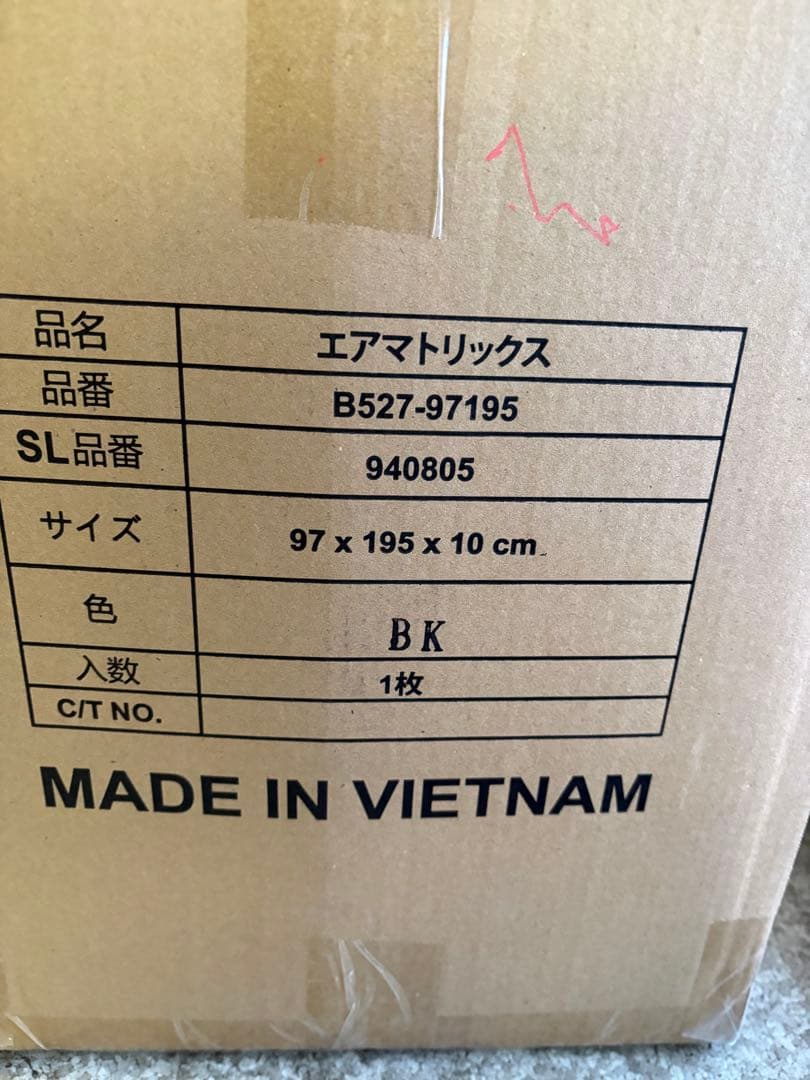 品名 エアマトリックス
品番 B527-97195
SL品番 940805
サイズ 97 x 195 x 10 cm
色 BK
入数 1枚
C/T NO.
MADE IN VIETNAM